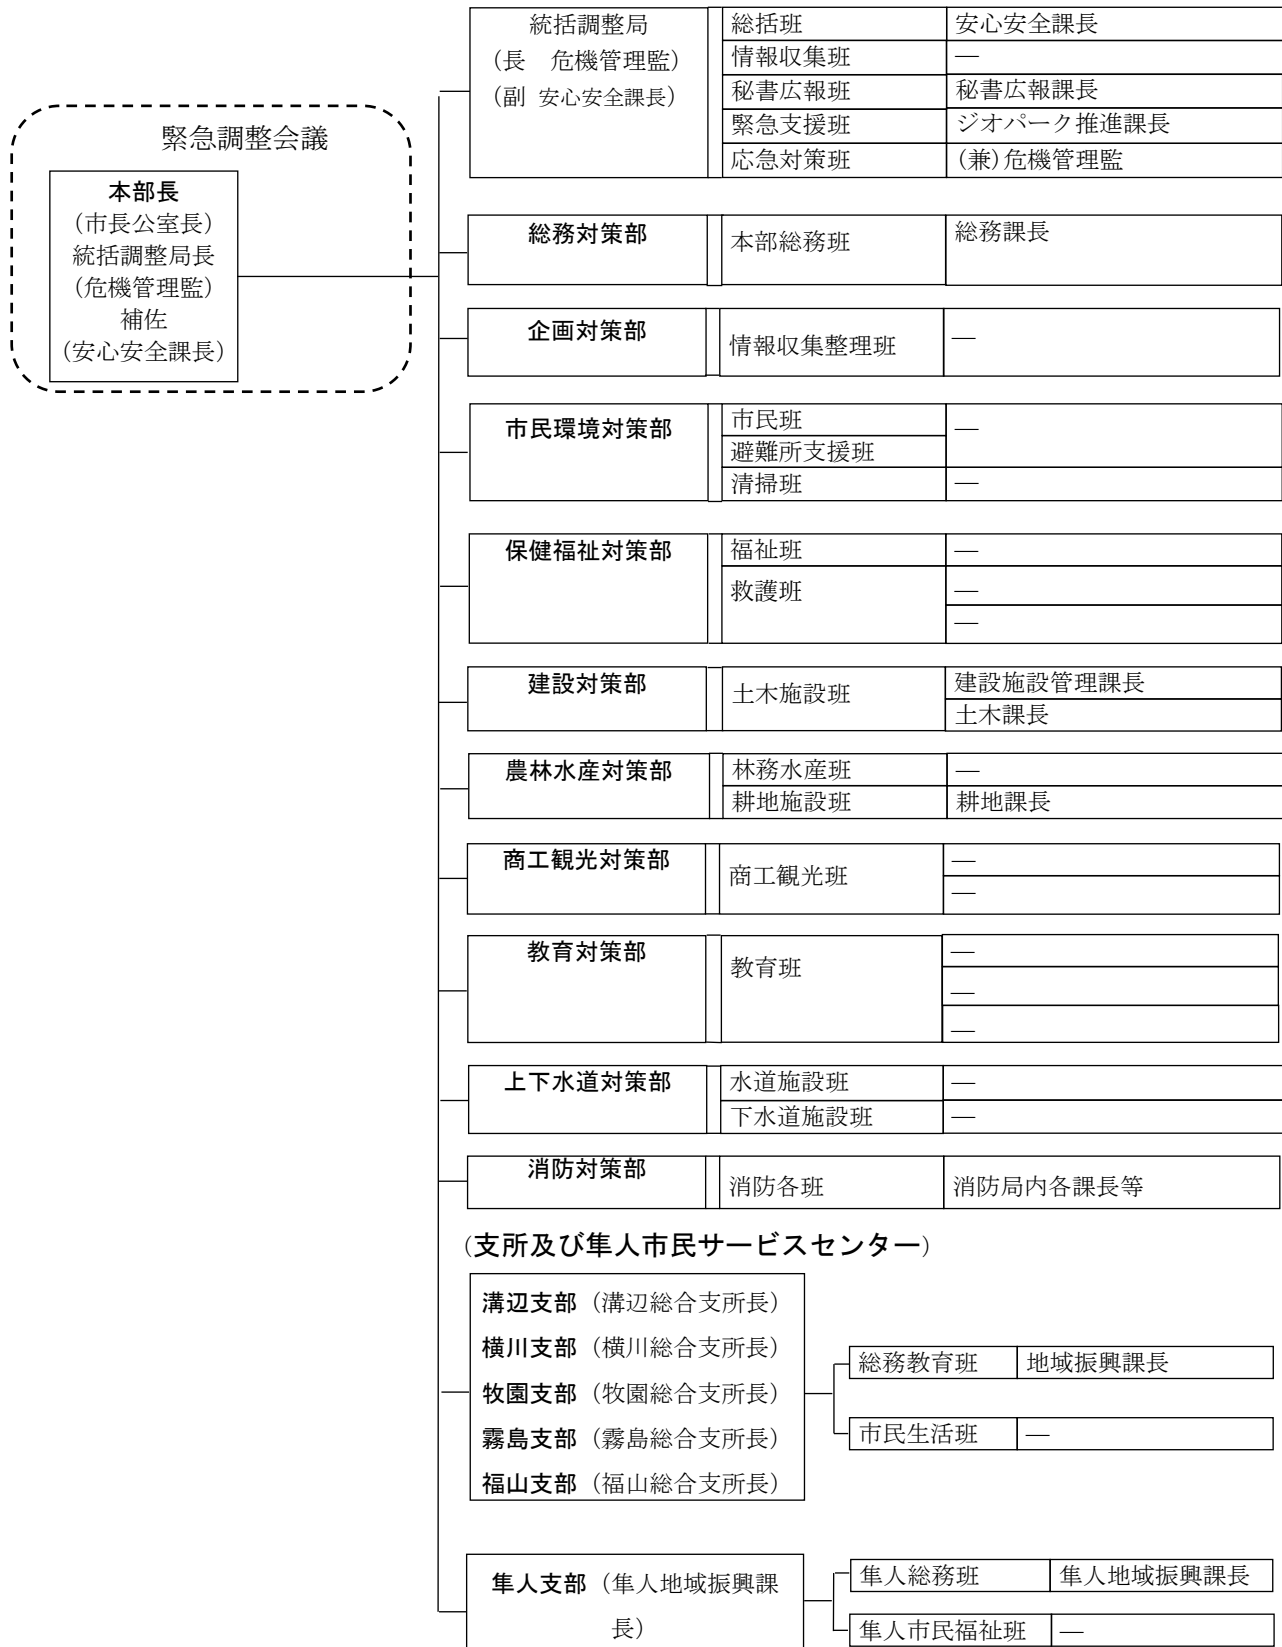 緊急調整会議
本部長
(市長公室長)
統括調整局長
(危機管理監)
補佐
(安心安全課長)
統括調整局
(長　危機管理監)
(副 安心安全課長)
総括班 安心安全課長
情報収集班 ―
秘書広報班 秘書広報課長
緊急支援班 ジオパーク推進課長
応急対策班 (兼)危機管理監
総務対策部 本部総務班 総務課長
企画対策部 情報収集整理班 ―
市民環境対策部 市民班 ―
避難所支援班
清掃班 ―
保健福祉対策部 福祉班 ―
救護班 ―
―
建設対策部 土木施設班 建設施設管理課長
土木課長
農林水産対策部 林務水産班 ―
耕地施設班 耕地課長
商工観光対策部 商工観光班 ―
―
教育対策部 教育班 ―
―
―
上下水道対策部 水道施設班 ―
下水道施設班 ―
消防対策部 消防各班 消防局内各課長等
(支所及び隼人市民サービスセンター)
溝辺支部 (溝辺総合支所長)
横川支部 (横川総合支所長)
牧園支部 (牧園総合支所長)
霧島支部 (霧島総合支所長)
福山支部 (福山総合支所長)
総務教育班 地域振興課長
市民生活班 ―
隼人支部 (隼人地域振興課
長)
隼人総務班 隼人地域振興課長
隼人市民福祉班 ―